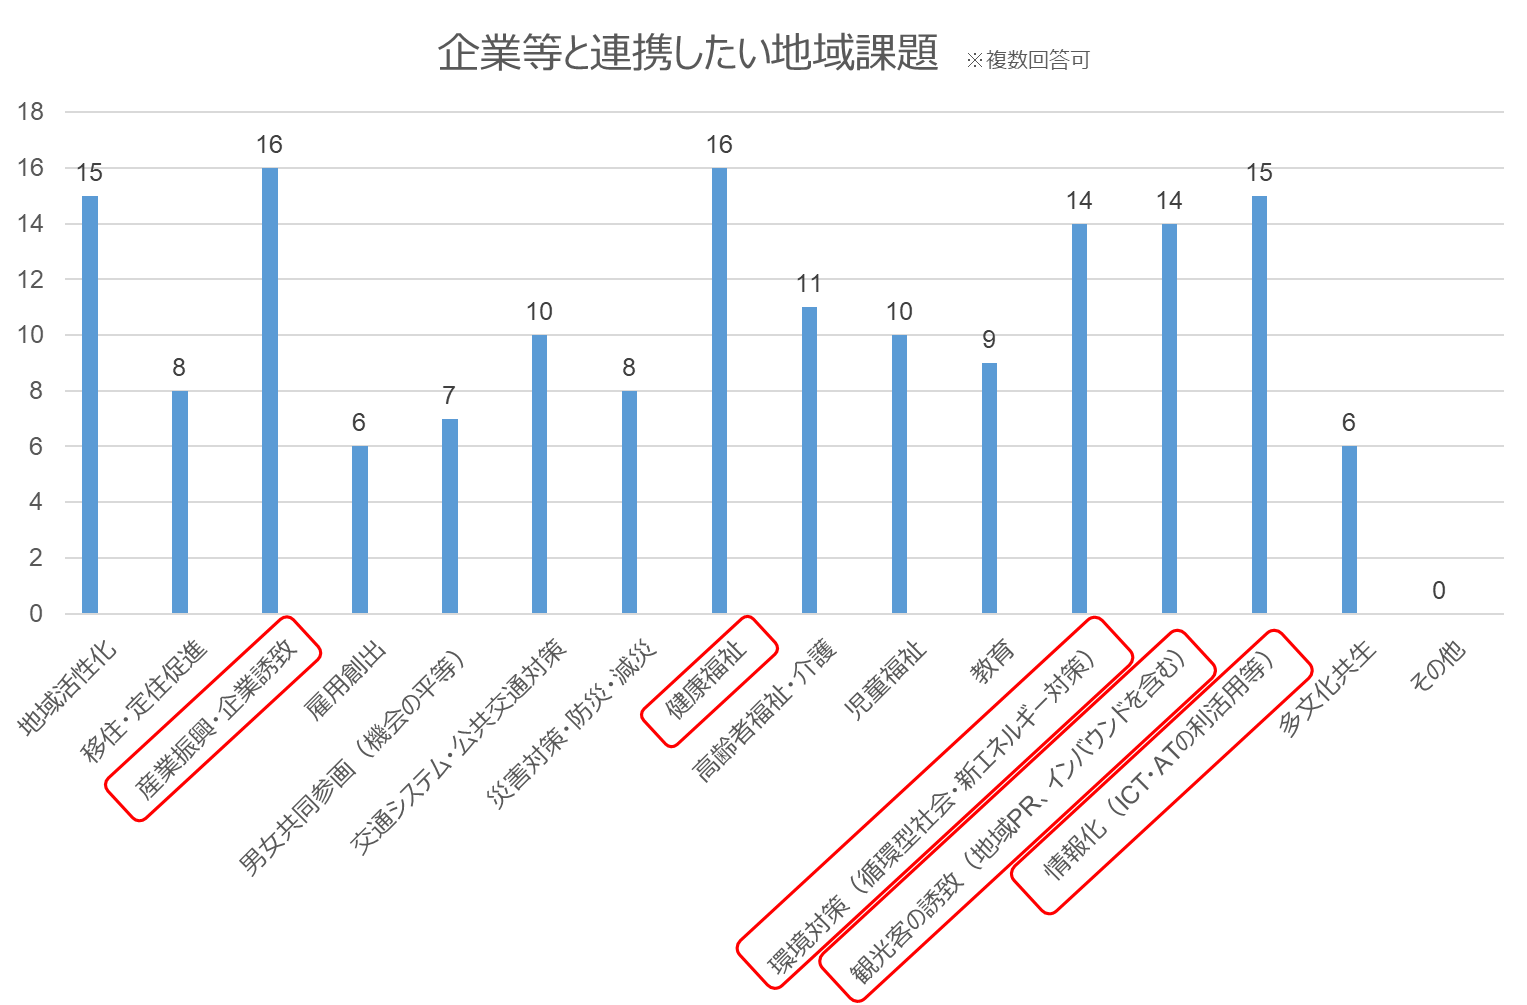 企業等と連携したい地域課題 ※複数回答可
18
16
14
12
10
8
6
4
2
0
15
8
16
6
7
10
8
16
11
10
9
14
14
15
6
0
地域活性化
移住・定住促進
産業振興・企業誘致
雇用創出
男女共同参画（機会の平等）
交通システム・公共交通対策
災害対策・防災・減災
健康福祉
高齢者福祉・介護
児童福祉
教育
環境対策（循環型社会・新エネルギー対策）
観光客の誘致（地域PR、インバウンドを含む）
情報化（ICT・ATの利活用等）
多文化共生
その他